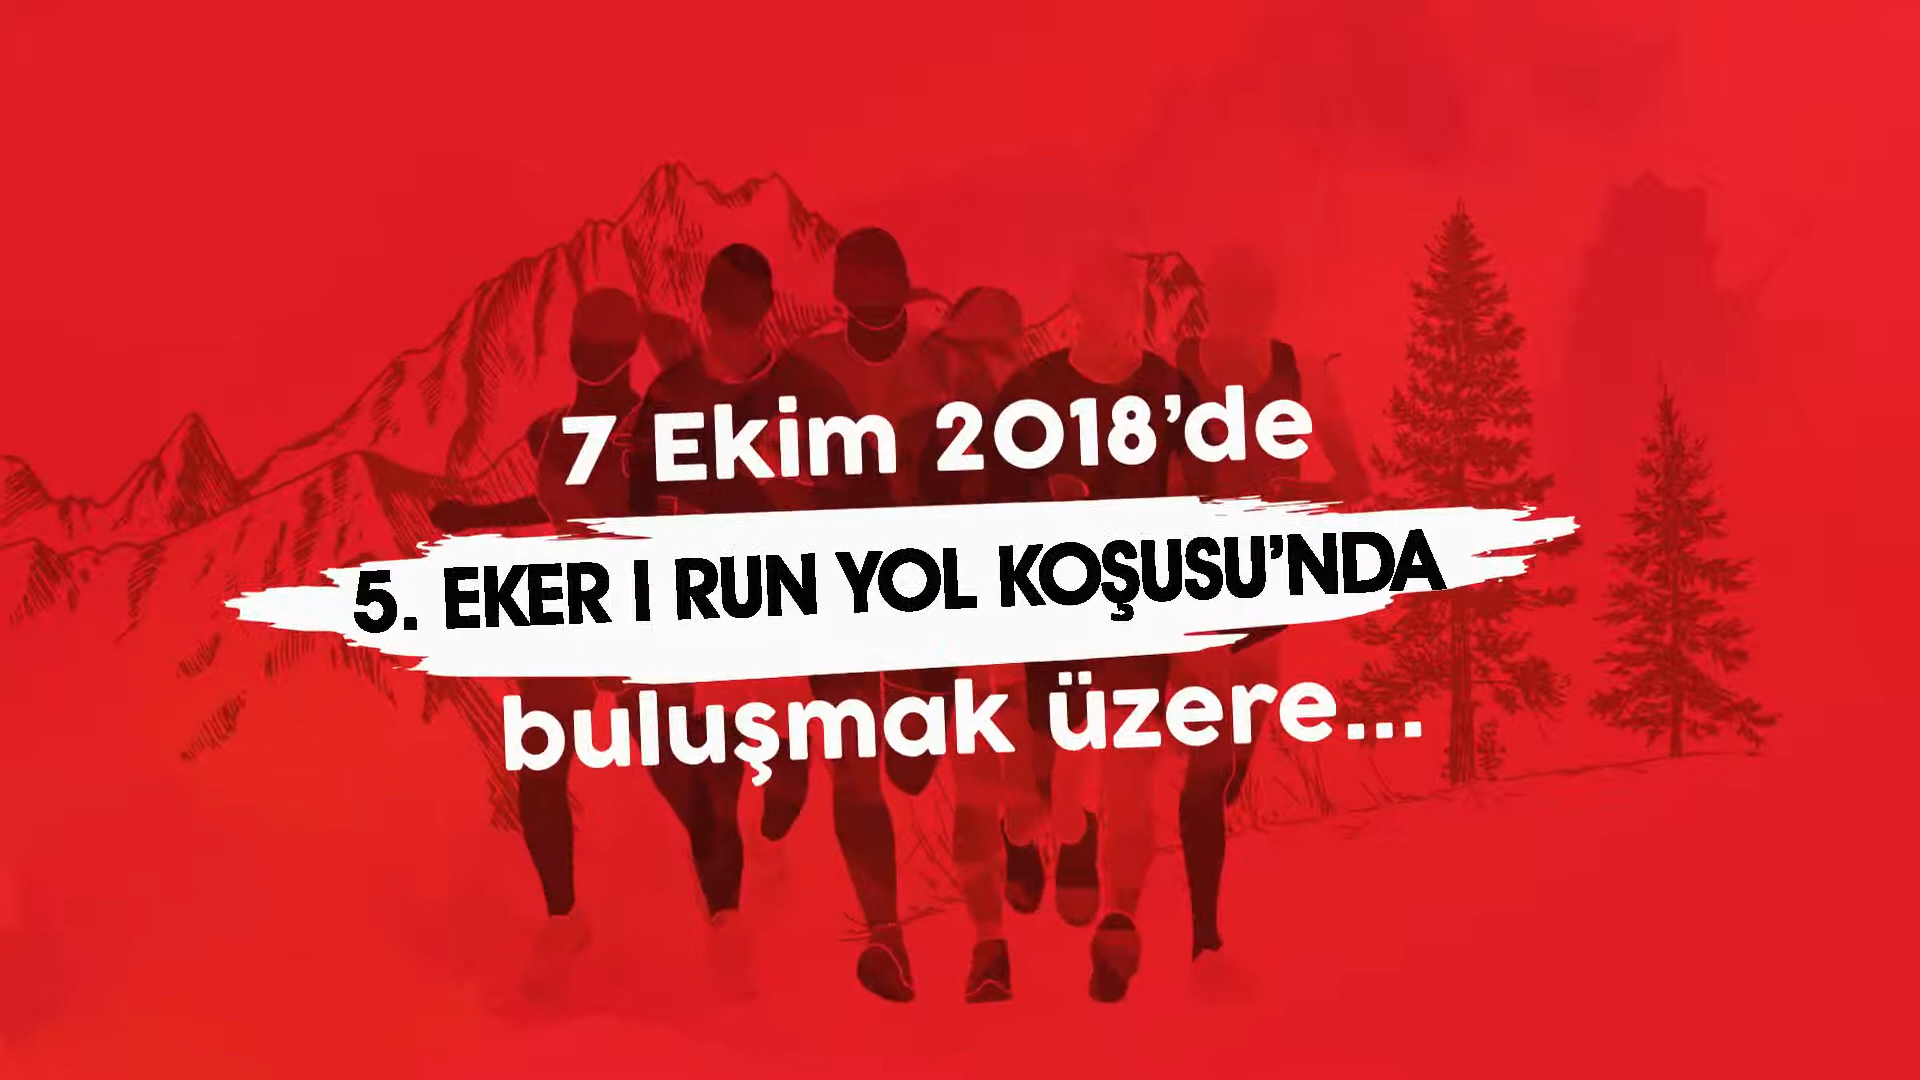 7 Ekim 2018’de
5. EKER I RUN YOL KOŞUSU’NDA
buluşmak üzere...